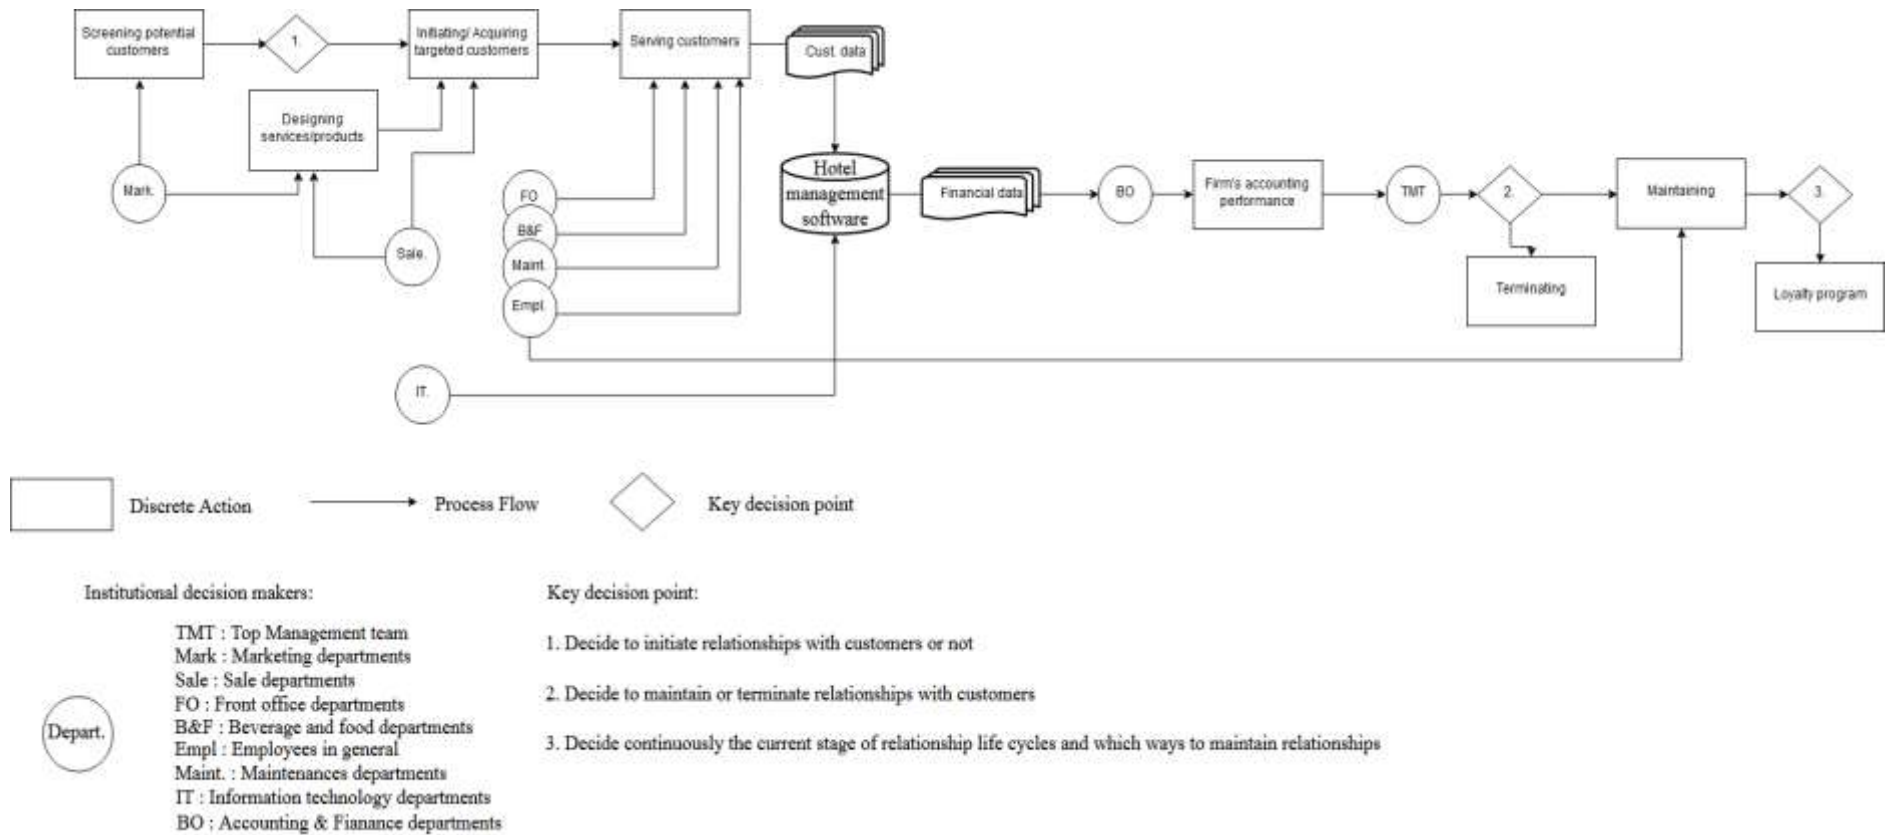 Screening potential
customers
1.
Initiating/ Acquiring
targeted customers
Serving customers
Cust. data
Designing
services/products
Mark.
Sale.
FO
B&F
Maint.
Empl
IT.
Hotel
management
software
Financial data
BO
Firm's accounting
performance
TMT
2.
Maintaining
3.
Terminating
Loyalty program
Discrete Action
Process Flow
Key decision point
Institutional decision makers:
TMT : Top Management team
Mark : Marketing departments
Sale : Sale departments
FO : Front office departments
B&F : Beverage and food departments
Empl : Employees in general
Maint. : Maintenances departments
IT : Information technology departments
BO : Accounting & Fianance departments
Depart.
Key decision point:
1. Decide to initiate relationships with customers or not
2. Decide to maintain or terminate relationships with customers
3. Decide continuously the current stage of relationship life cycles and which ways to maintain relationships